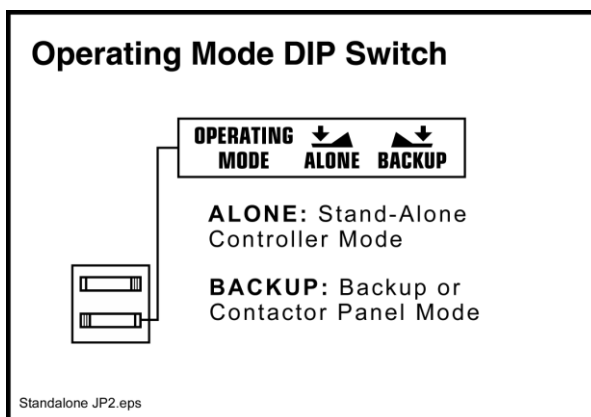 Operating Mode DIP Switch
OPERATING MODE ALONE BACKUP
ALONE: Stand-Alone
Controller Mode
BACKUP: Backup or
Contactor Panel Mode
Standalone JP2.eps